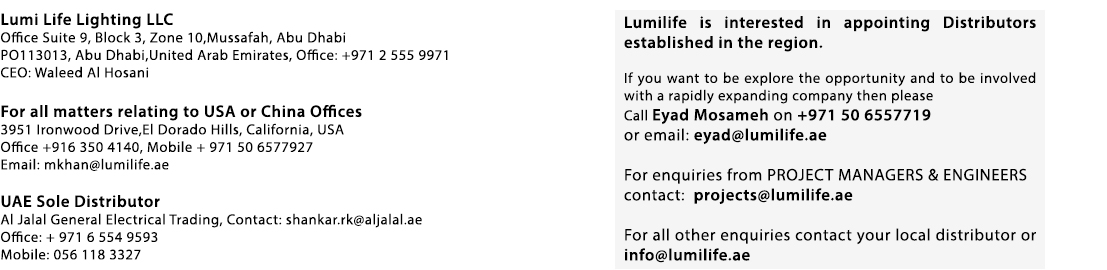 Lumi Life Lighting LLC
Office Suite 9, Block 3, Zone 10,Mussafah, Abu Dhabi
PO113013, Abu Dhabi,United Arab Emirates, Office: +971 2 555 9971
CEO: Waleed Al Hosani
For all matters relating to USA or China Offices
3951 Ironwood Drive,El Dorado Hills, California, USA
Office +916 350 4140, Mobile + 971 50 6577927
Email: mkhan@lumilife.ae
UAE Sole Distributor
Al Jalal General Electrical Trading, Contact: shankar.rk@aljalal.ae
Office: + 971 6 554 9593
Mobile: 056 118 3327
Lumilife is interested in appointing Distributors
established in the region.
If you want to be explore the opportunity and to be involved
with a rapidly expanding company then please
Call Eyad Mosameh on +971 50 6557719
or email: eyad@lumilife.ae
For enquiries from PROJECT MANAGERS & ENGINEERS
contact: projects@lumilife.ae
For all other enquiries contact your local distributor or
info@lumilife.ae